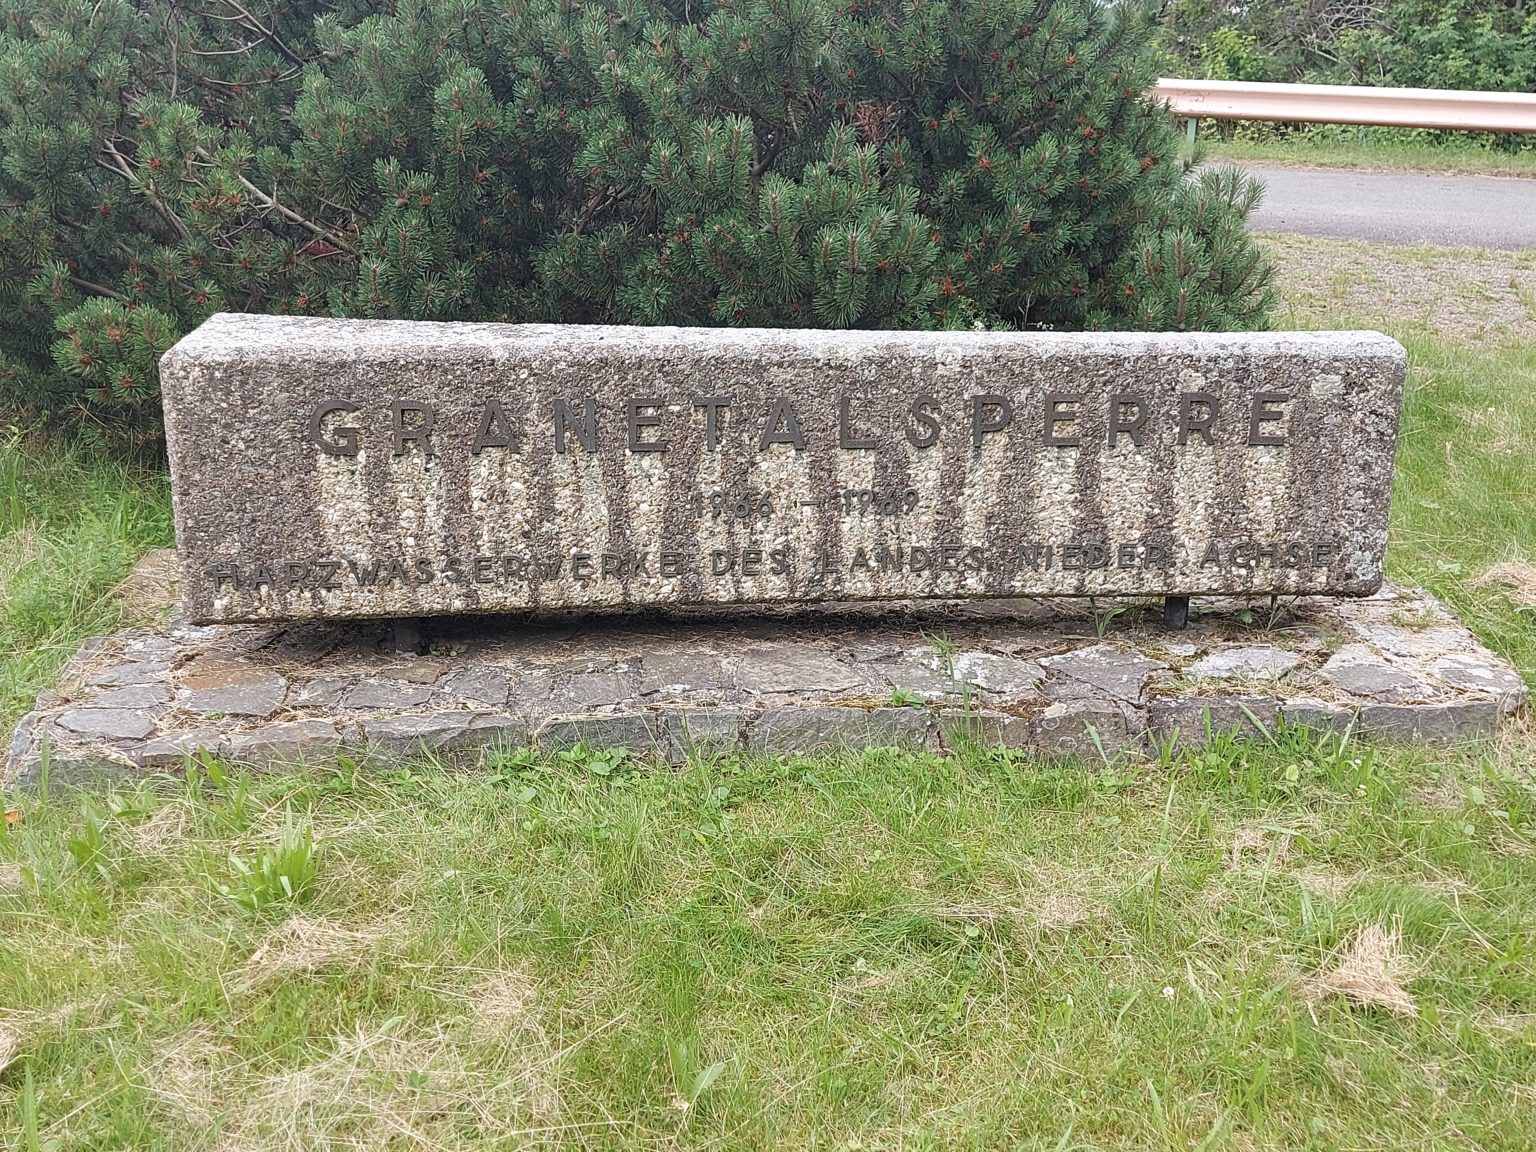 GRANETALSPERRE
1966 – 1969
HARZWASSERWERKE DES LANDES NIEDER ACHSE